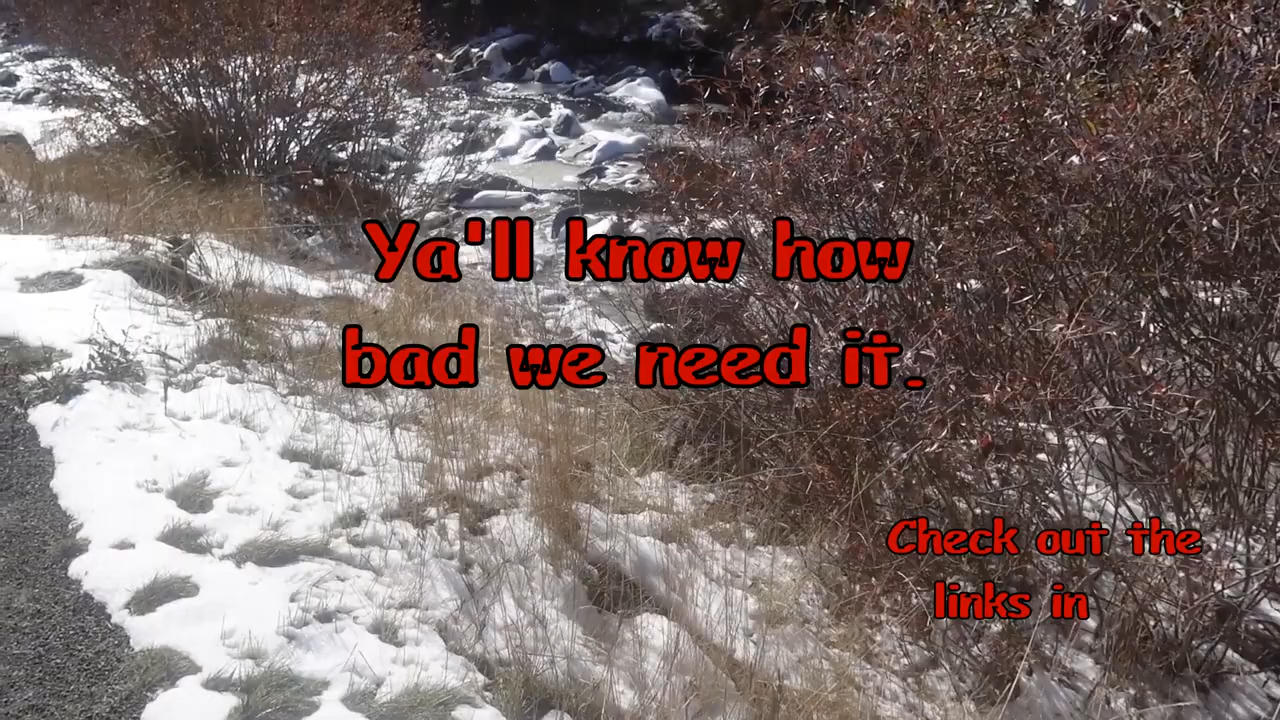 Ya'll know how
bad we need it.
Check out the
links in